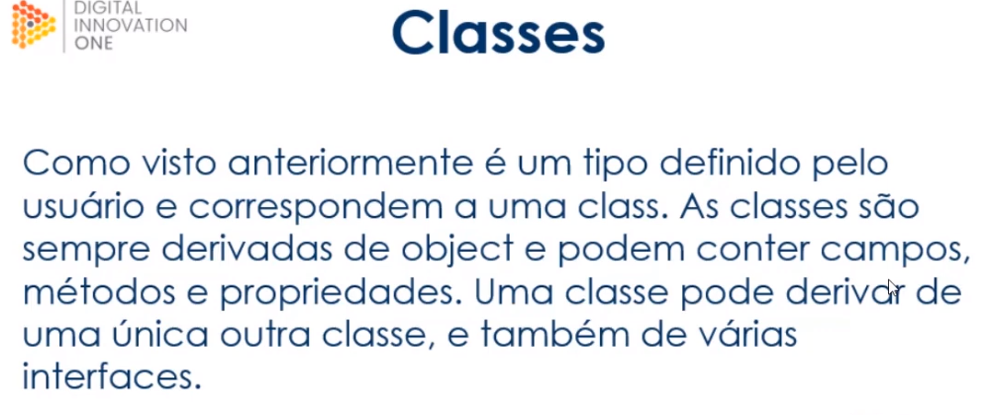 DIGITAL
INNOVATION
ONE
Classes
Como visto anteriormente é um tipo definido pelo
usuário e correspondem a uma class. As classes são
sempre derivadas de object e podem conter campos,
métodos e propriedades. Uma classe pode derivar de
uma única outra classe, e também de várias
interfaces.